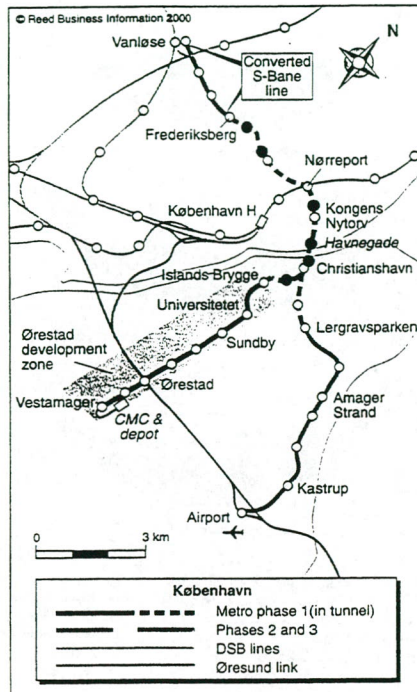 © Reed Business Information 2000
N
Vanløse
Converted
S-Bane
line
Frederiksberg
Nørreport
København H
Kongens
Nytorv
Havnegade
Islands Brygge
Christianshavn
Universitetet
Lergravsparken
Sundby
Ørestad
development
zone
Ørestad
Vestamager
CMC &
depot
Amager
Strand
Kastrup
Airport
0
3 km
København
Metro phase 1(in tunnel)
Phases 2 and 3
DSB lines
Øresund link